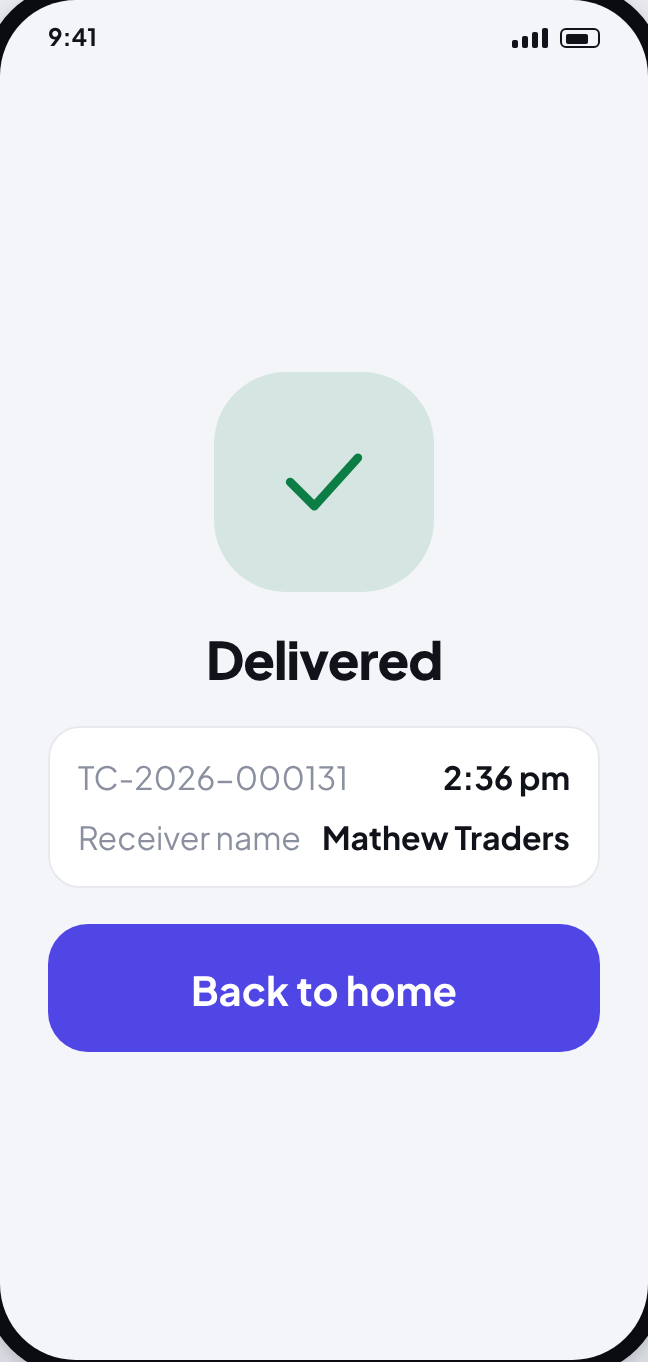 9:41
Delivered
TC-2026-000131 2:36 pm
Receiver name Mathew Traders
Back to home